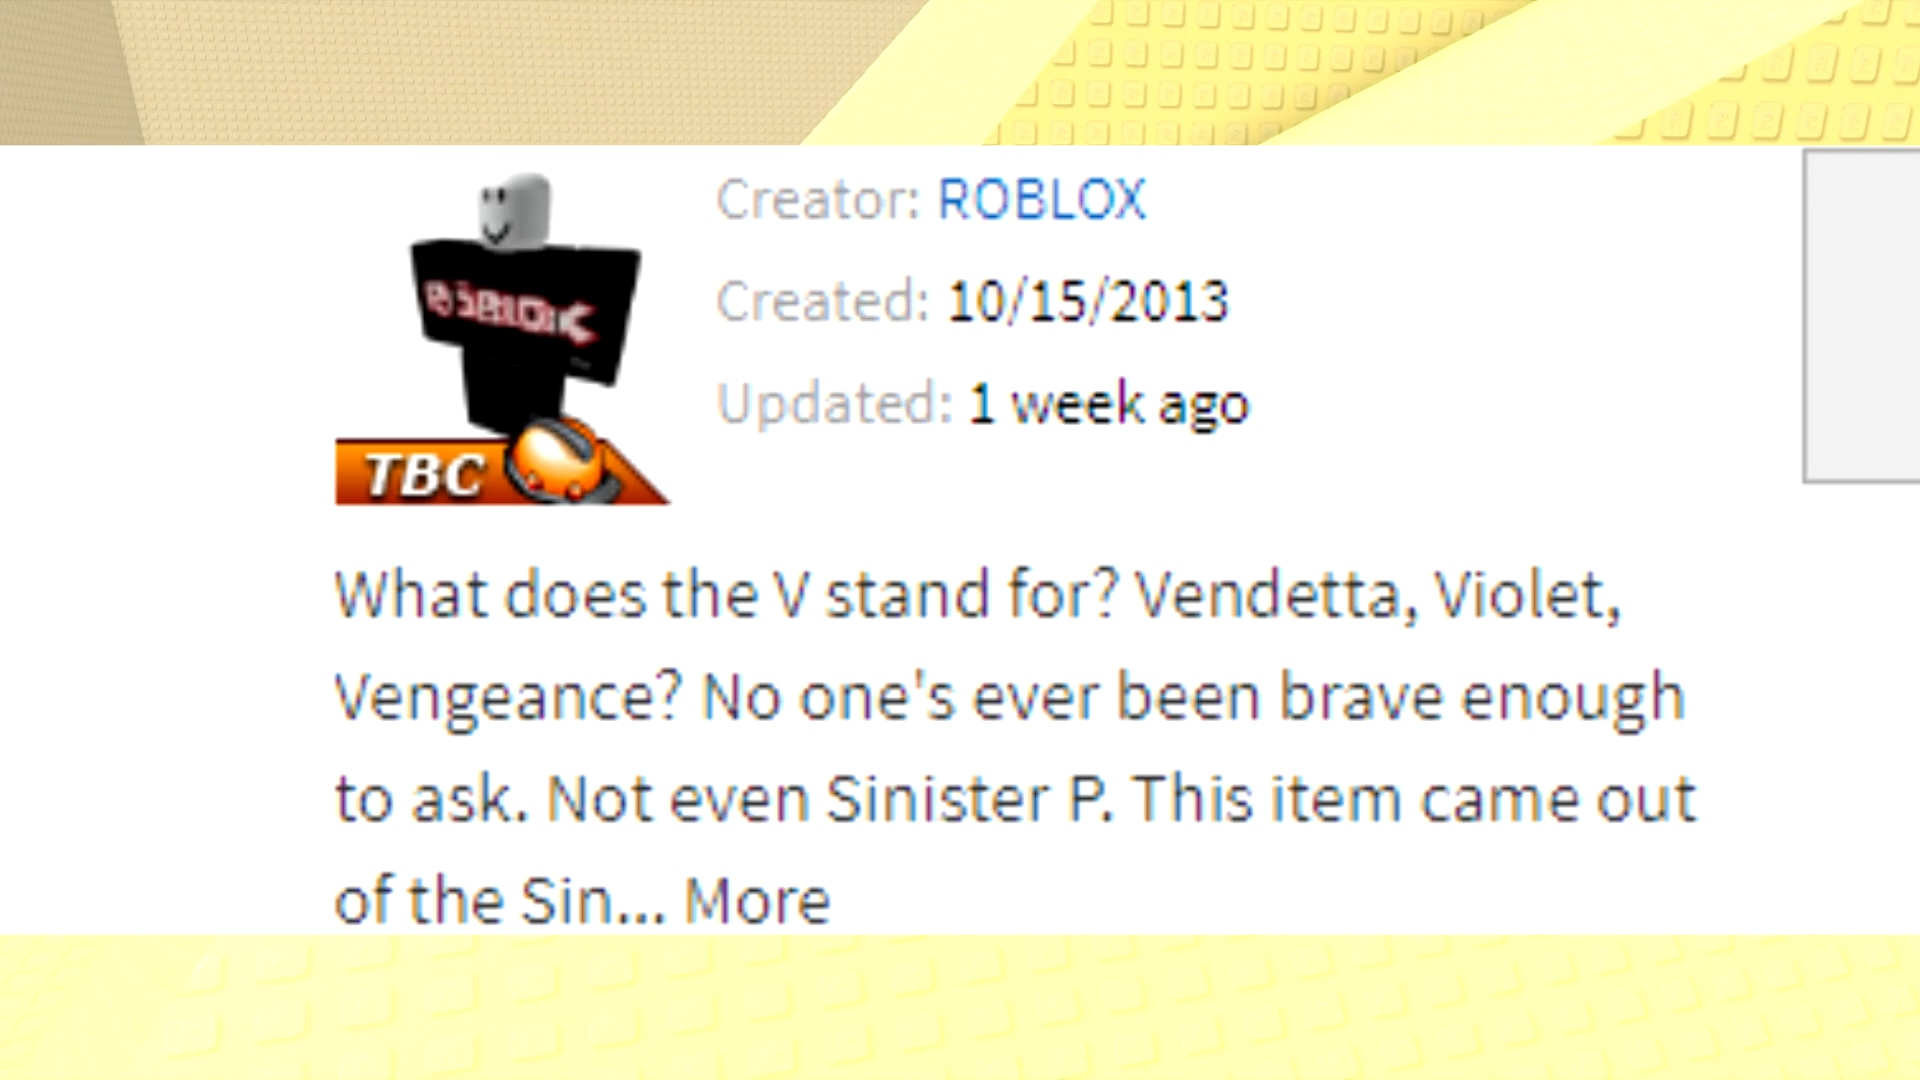 Creator: ROBLOX
Created: 10/15/2013
Updated: 1 week ago
ROBLOX
TBC
What does the V stand for? Vendetta, Violet,
Vengeance? No one's ever been brave enough
to ask. Not even Sinister P. This item came out
of the Sin... More